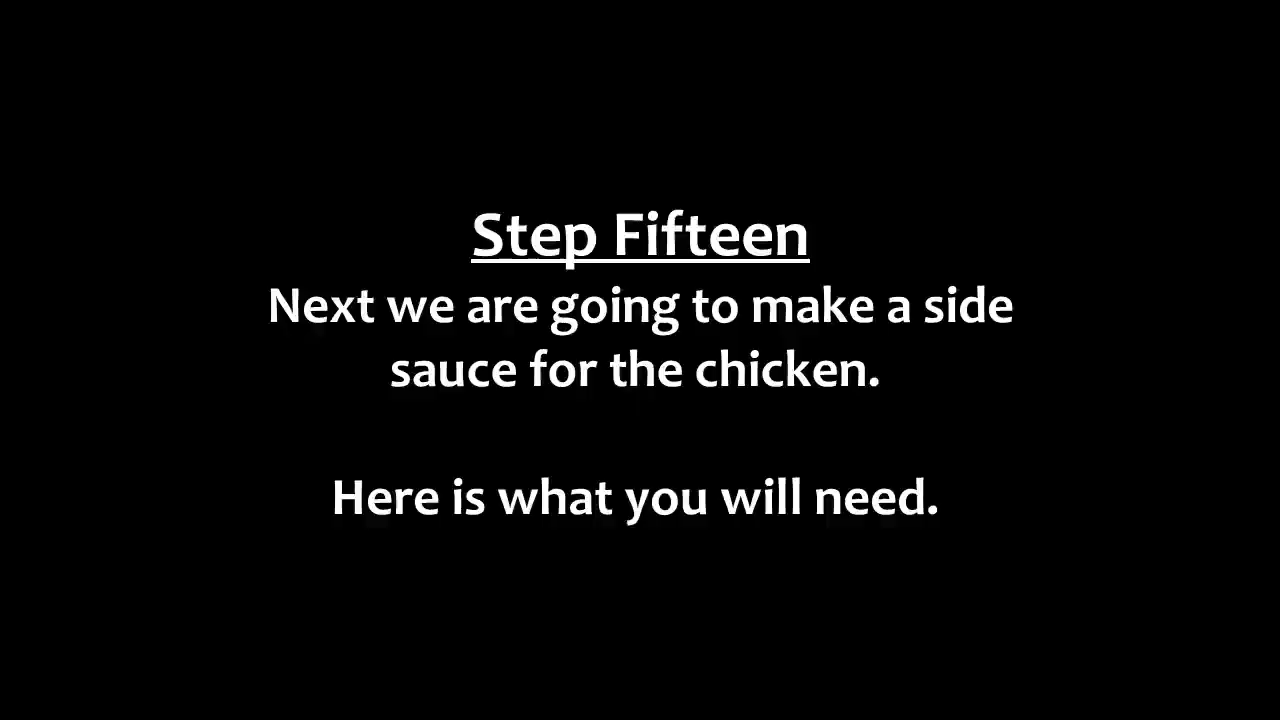 Step Fifteen
Next we are going to make a side
sauce for the chicken.
Here is what you will need.